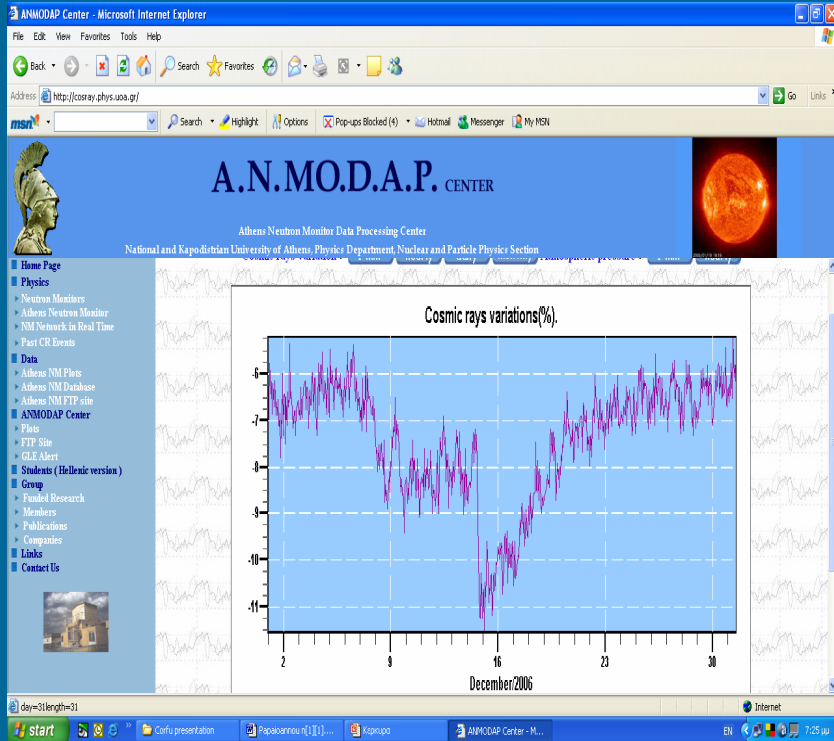 ANMODAP Center - Microsoft Internet Explorer
File Edit View Favorites Tools Help
Back Search Favorites
Address http://cosray.phys.uoa.gr/ Go Links
msn Search Highlight Options Pop-ups Blocked (4) Hotmail Messenger My MSN
A.N.MO.D.A.P. CENTER
Athens Neutron Monitor Data Processing Center
National and Kapodistrian University of Athens, Physics Department, Nuclear and Particle Physics Section
Home Page
Physics
Neutron Monitors
Athens Neutron Monitor
NM Network in Real Time
Past CR Events
Data
Athens NM Plots
Athens NM Database
Athens NM FTP site
ANMODAP Center
Plots
FTP Site
GLE Alert
Students ( Hellenic version )
Group
Funded Research
Members
Publications
Companies
Links
Contact Us
Cosmic rays variations(%).
-6
-7
-8
-9
-10
-11
2 9 16 23 30
December/2006
day=31length=31 Internet
start Corfu presentation Papaioannou n[1][1].... Κερκυρα ANMODAP Center - M... EN 7:25 μμ